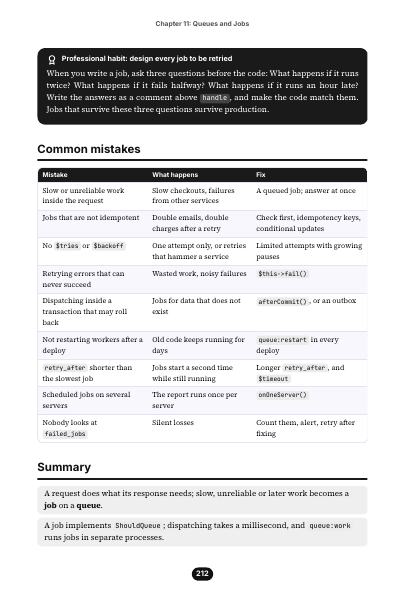 Chapter 11: Queues and Jobs
Professional habit: design every job to be retried
When you write a job, ask three questions before the code: What happens if it runs
twice? What happens if it fails halfway? What happens if it runs an hour late?
Write the answers as a comment above handle, and make the code match them.
Jobs that survive these three questions survive production.
Common mistakes
Mistake What happens Fix
Slow or unreliable work Slow checkouts, failures A queued job; answer at once
inside the request from other services
Jobs that are not idempotent Double emails, double Check first, idempotency keys,
charges after a retry conditional updates
No $tries or $backoff One attempt only, or retries Limited attempts with growing
that hammer a service pauses
Retrying errors that can Wasted work, noisy failures $this->fail()
never succeed
Dispatching inside a Jobs for data that does not afterCommit(), or an outbox
transaction that may roll exist
back
Not restarting workers after a Old code keeps running for queue:restart in every
deploy days deploy
retry_after shorter than Jobs start a second time Longer retry_after, and
the slowest job while still running $timeout
Scheduled jobs on several The report runs once per onOneServer()
servers server
Nobody looks at Silent losses Count them, alert, retry after
failed_jobs fixing
Summary
A request does what its response needs; slow, unreliable or later work becomes a
job on a queue.
A job implements ShouldQueue; dispatching takes a millisecond, and queue:work
runs jobs in separate processes.
212